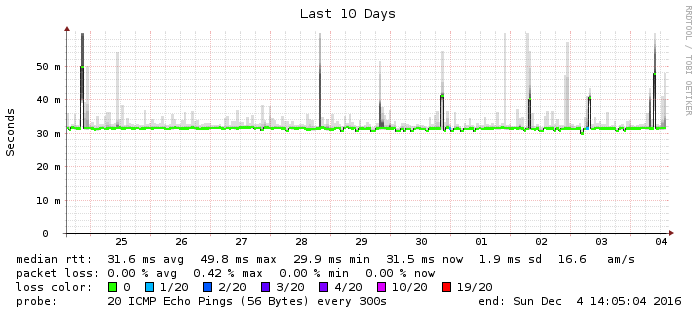 Last 10 Days
RRDTOOL / TOBI OETIKER
Seconds
50 m
40 m
30 m
20 m
10 m
0
25 26 27 28 29 30 01 02 03 04
median rtt: 31.6 ms avg 49.8 ms max 29.9 ms min 31.5 ms now 1.9 ms sd 16.6 am/s
packet loss: 0.00 % avg 0.42 % max 0.00 % min 0.00 % now
loss color: 0 1/20 2/20 3/20 4/20 10/20 19/20
probe: 20 ICMP Echo Pings (56 Bytes) every 300s end: Sun Dec 4 14:05:04 2016